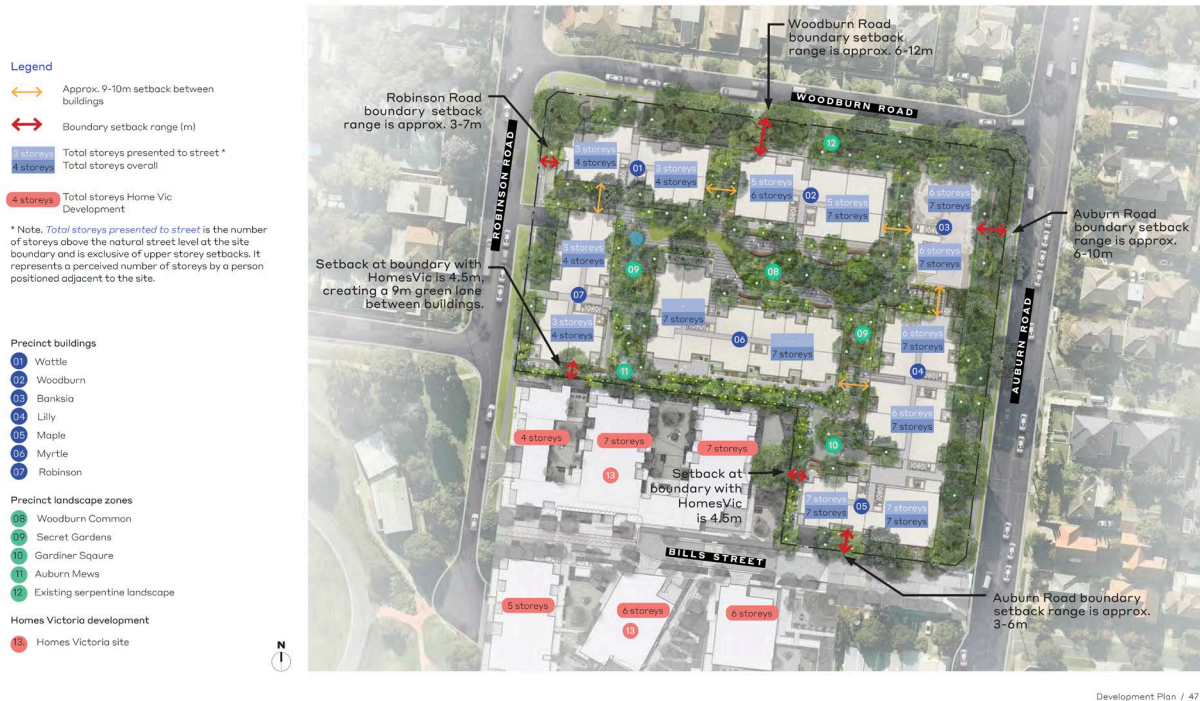 Legend
Approx. 9-10m setback between
buildings
Boundary setback range (m)
3 storeys
4 storeys
Total storeys presented to street *
Total storeys overall
4 storeys
Total storeys Home Vic
Development
* Note. Total storeys presented to street is the number
of storeys above the natural street level at the site
boundary and is exclusive of upper storey setbacks. It
represents a perceived number of storeys by a person
positioned adjacent to the site.
Precinct buildings
01 Wattle
02 Woodburn
03 Banksia
04 Lilly
05 Maple
06 Myrtle
07 Robinson
Precinct landscape zones
08 Woodburn Common
09 Secret Gardens
10 Gardiner Sqaure
11 Auburn Mews
12 Existing serpentine landscape
Homes Victoria development
13. Homes Victoria site
N
Woodburn Road
boundary setback
range is approx. 6-12m
Robinson Road
boundary setback
range is approx. 3-7m
WOODBURN ROAD
ROBINSON ROAD
12
3 storeys
4 storeys
01
3 storeys
4 storeys
5 storeys
6 storeys
02
5 storeys
7 storeys
6 storeys
7 storeys
03
6 storeys
7 storeys
Auburn Road
boundary setback
range is approx.
6-10m
Setback at boundary with
HomesVic is 4.5m,
creating a 9m green lane
between buildings.
3 storeys
4 storeys
07
3 storeys
4 storeys
09
08
-
7 storeys
06
-
7 storeys
09
6 storeys
7 storeys
04
6 storeys
7 storeys
AUBURN ROAD
11
10
4 storeys
7 storeys
7 storeys
13
Setback at
boundary with
HomesVic
is 4.5m
7 storeys
7 storeys
05
7 storeys
7 storeys
BILLS STREET
5 storeys
6 storeys
13
6 storeys
Auburn Road boundary
setback range is approx.
3-6m
Development Plan / 47